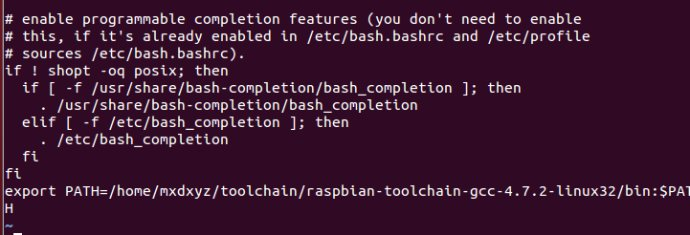 # enable programmable completion features (you don't need to enable
# this, if it's already enabled in /etc/bash.bashrc and /etc/profile
# sources /etc/bash.bashrc).
if ! shopt -oq posix; then
  if [ -f /usr/share/bash-completion/bash_completion ]; then
    . /usr/share/bash-completion/bash_completion
  elif [ -f /etc/bash_completion ]; then
    . /etc/bash_completion
  fi
fi
export PATH=/home/mxdxyz/toolchain/raspbian-toolchain-gcc-4.7.2-linux32/bin:$PAT
H
~